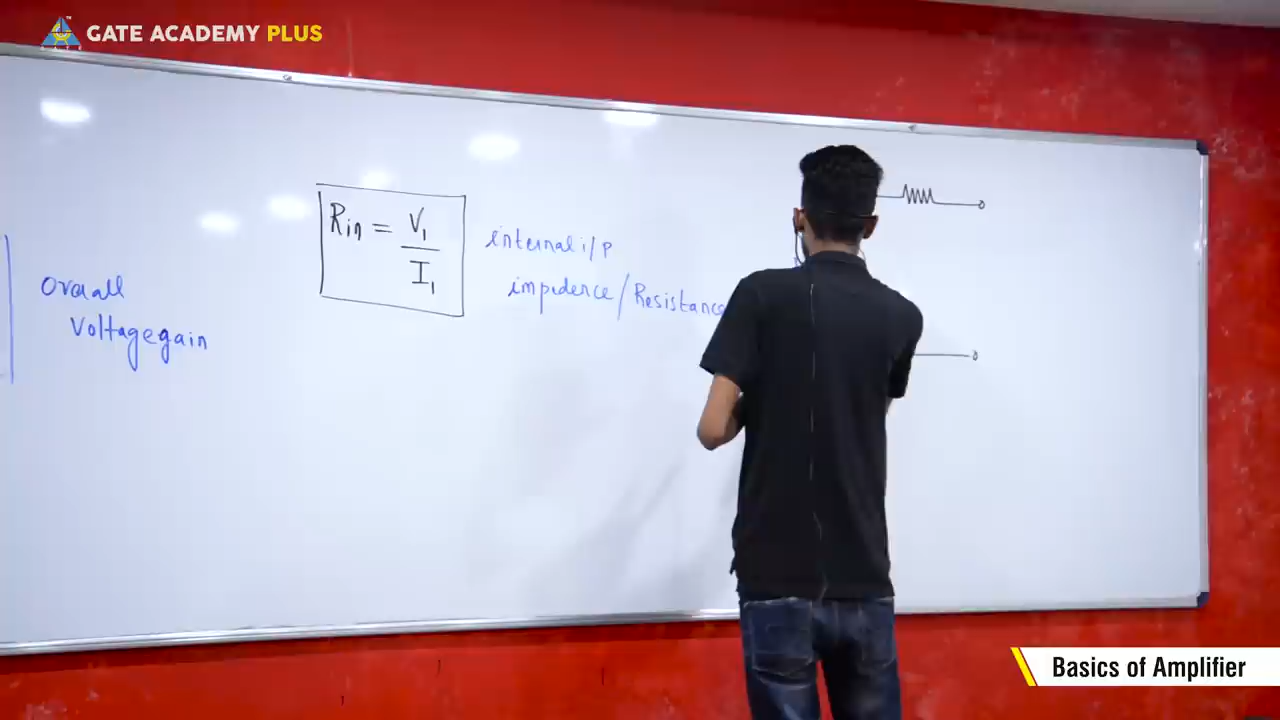 GATE ACADEMY PLUS
Overall
Voltagegain
Rin = V1 / I1
internal i/p
impedence/Resistance
Basics of Amplifier